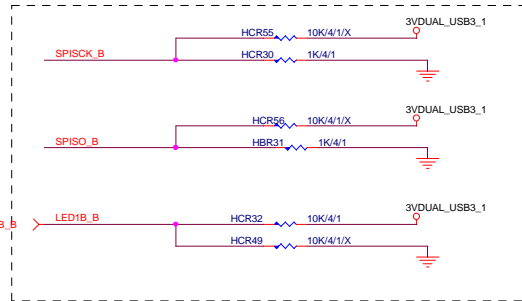 3VDUAL_USB3_1
HCR55 10K/4/1/X
SPISCK_B HCR30 1K/4/1
3VDUAL_USB3_1
HCR56 10K/4/1/X
SPISO_B HBR31 1K/4/1
3VDUAL_USB3_1
B_B LED1B_B HCR32 10K/4/1
HCR49 10K/4/1/X